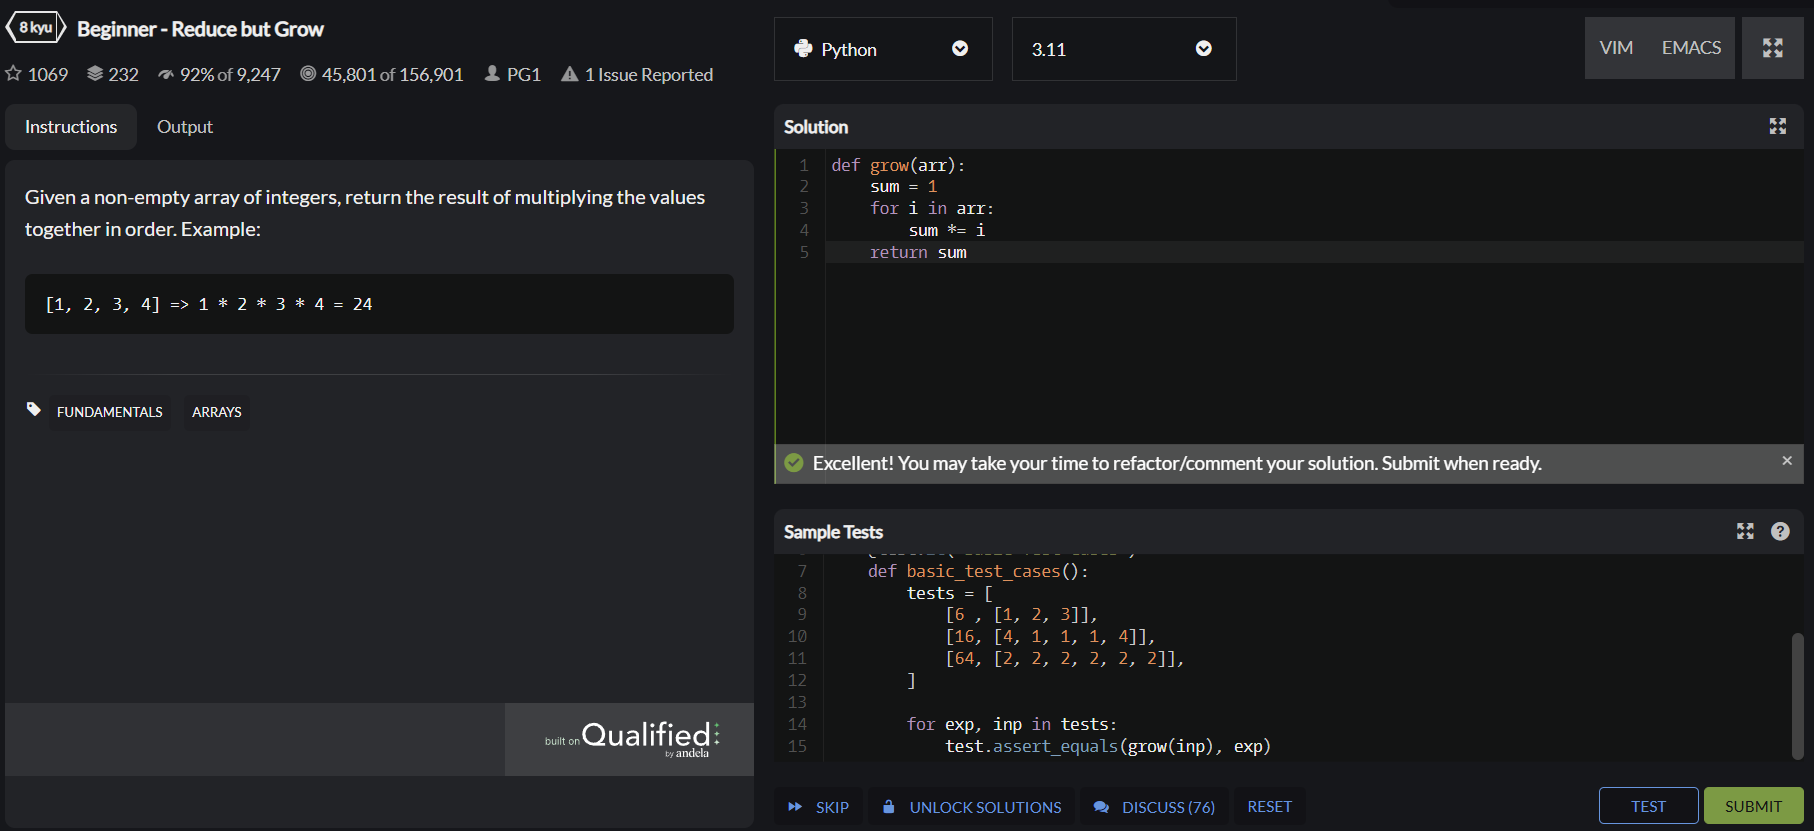 8 kyu
Beginner - Reduce but Grow
1069 232 92% of 9,247 45,801 of 156,901 PG1 1 Issue Reported
Instructions Output
Given a non-empty array of integers, return the result of multiplying the values
together in order. Example:
[1, 2, 3, 4] => 1 * 2 * 3 * 4 = 24
FUNDAMENTALS ARRAYS
built on Qualified
by andela
Python 3.11 VIM EMACS
Solution
1 def grow(arr):
2     sum = 1
3     for i in arr:
4         sum *= i
5     return sum
Excellent! You may take your time to refactor/comment your solution. Submit when ready.
Sample Tests
7     def basic_test_cases():
8         tests = [
9             [6 , [1, 2, 3]],
10             [16, [4, 1, 1, 1, 4]],
11             [64, [2, 2, 2, 2, 2, 2]],
12         ]
13
14         for exp, inp in tests:
15             test.assert_equals(grow(inp), exp)
SKIP UNLOCK SOLUTIONS DISCUSS (76) RESET TEST SUBMIT